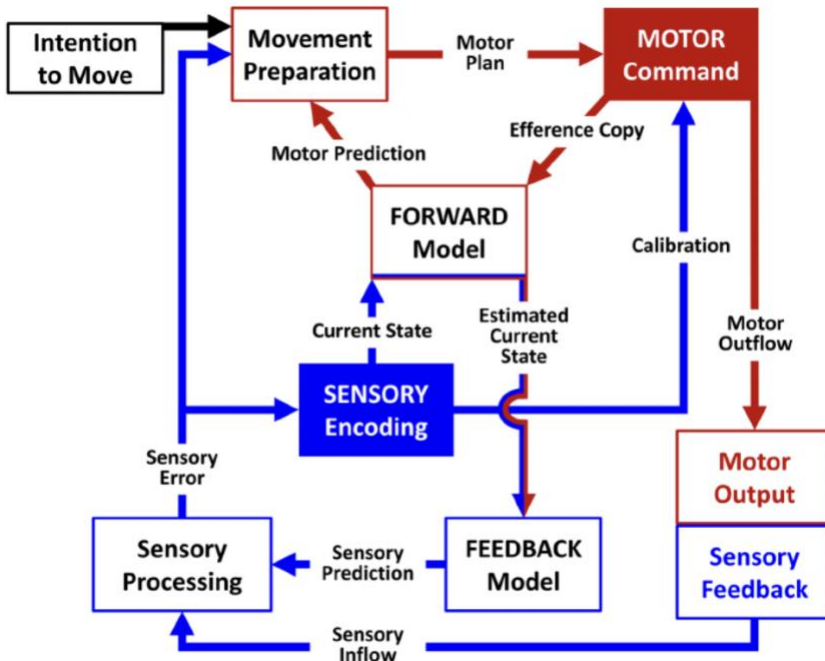 Intention
to Move
Movement
Preparation
Motor
Plan
MOTOR
Command
Motor Prediction
Efference Copy
FORWARD
Model
Calibration
Current State
Estimated
Current
State
Motor
Outflow
SENSORY
Encoding
Sensory
Error
Motor
Output
Sensory
Processing
Sensory
Prediction
FEEDBACK
Model
Sensory
Feedback
Sensory
Inflow